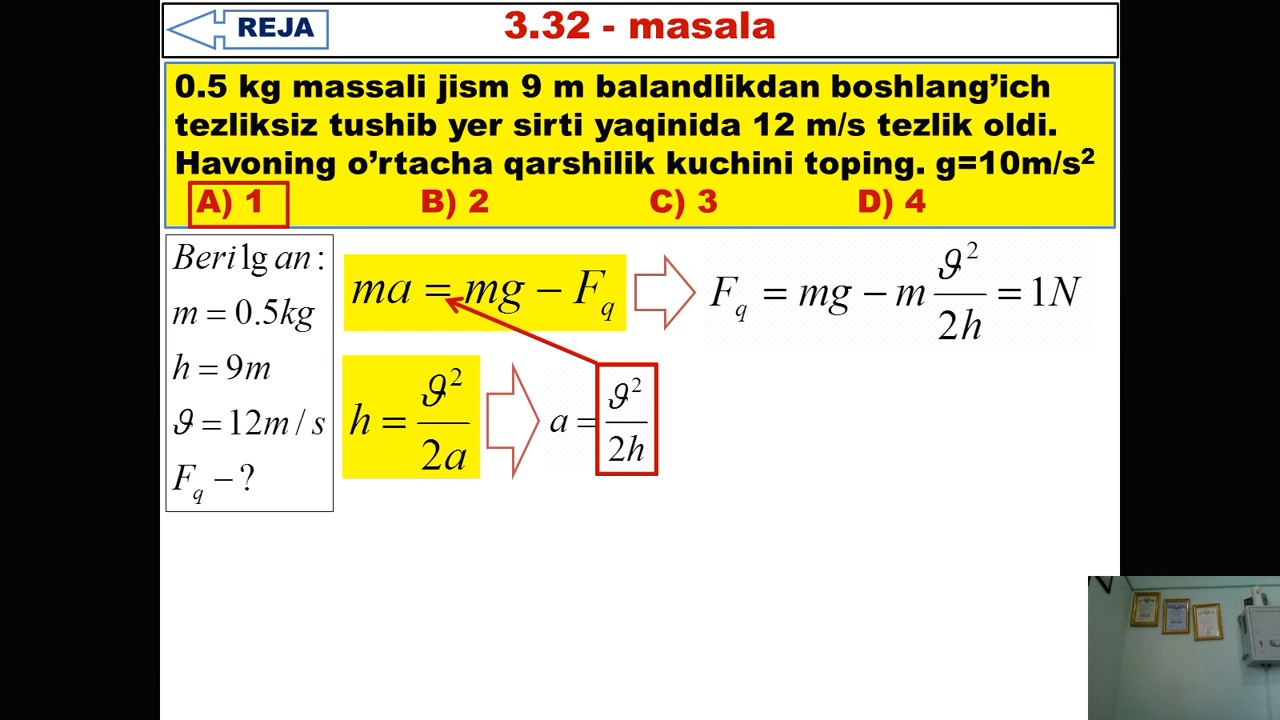 REJA
3.32 - masala
0.5 kg massali jism 9 m balandlikdan boshlang’ich
tezliksiz tushib yer sirti yaqinida 12 m/s tezlik oldi.
Havoning o’rtacha qarshilik kuchini toping. g=10m/s²
A) 1 B) 2 C) 3 D) 4
Berilgan:
m = 0.5kg
h = 9m
ϑ = 12m/s
F_q − ?
ma = mg − F_q
F_q = mg − m ϑ²/2h = 1N
h = ϑ²/2a
a = ϑ²/2h